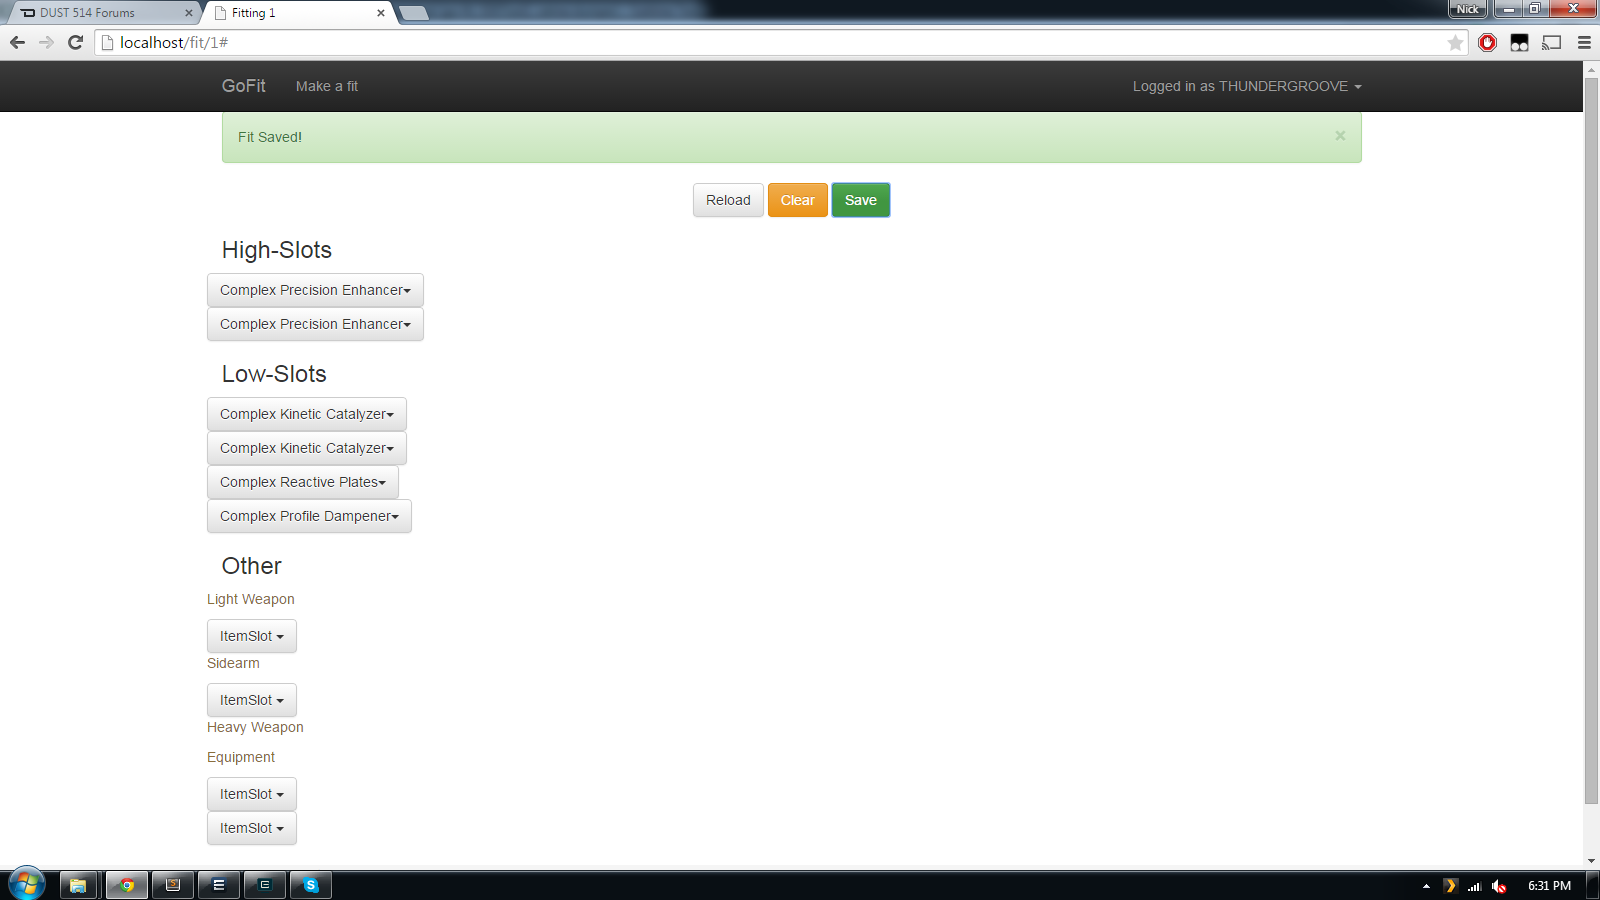 DUST 514 Forums
Fitting 1
Nick
localhost/fit/1#
GoFit
Make a fit
Logged in as THUNDERGROOVE
Fit Saved!
×
Reload
Clear
Save
High-Slots
Complex Precision Enhancer
Complex Precision Enhancer
Low-Slots
Complex Kinetic Catalyzer
Complex Kinetic Catalyzer
Complex Reactive Plates
Complex Profile Dampener
Other
Light Weapon
ItemSlot
Sidearm
ItemSlot
Heavy Weapon
Equipment
ItemSlot
ItemSlot
6:31 PM